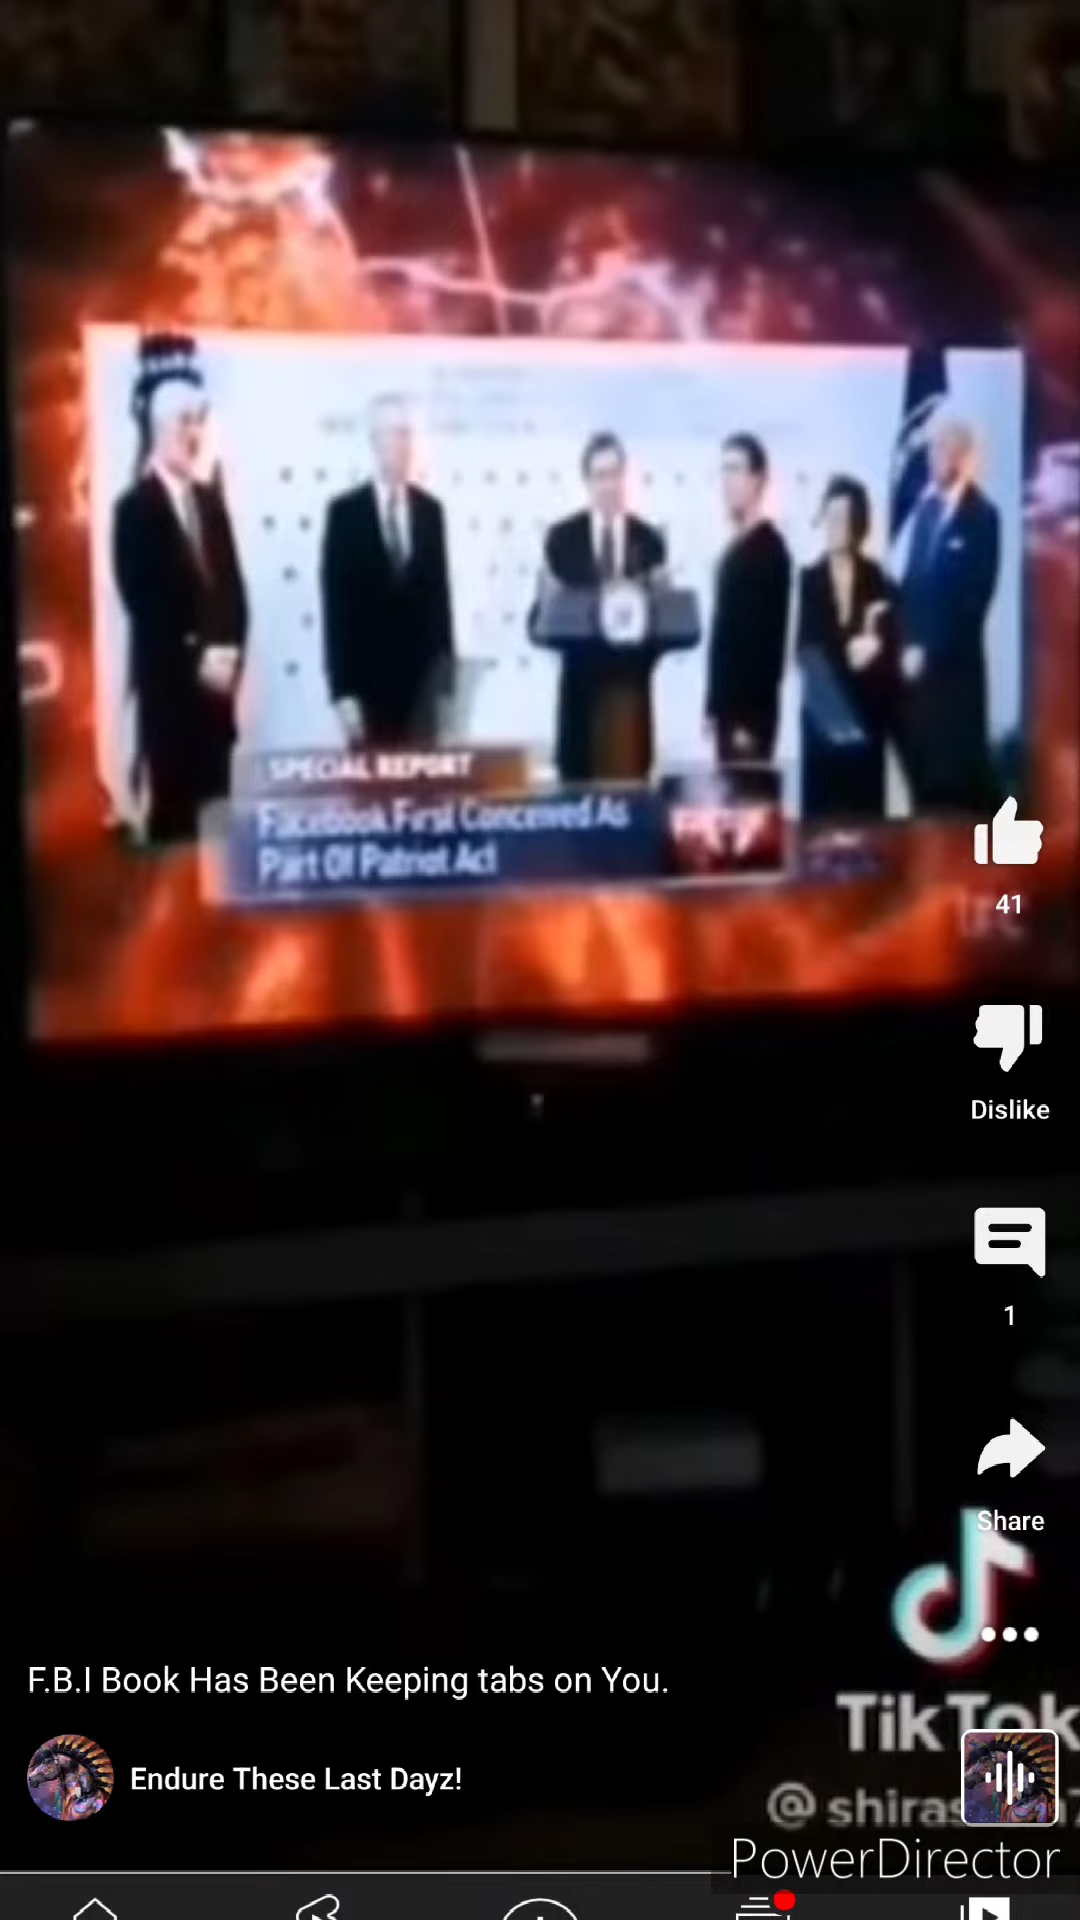 SPECIAL REPORT
Facebook First Conceived As
Part Of Patriot Act
41
Dislike
1
Share
F.B.I Book Has Been Keeping tabs on You.
TikTok
Endure These Last Dayz!
PowerDirector